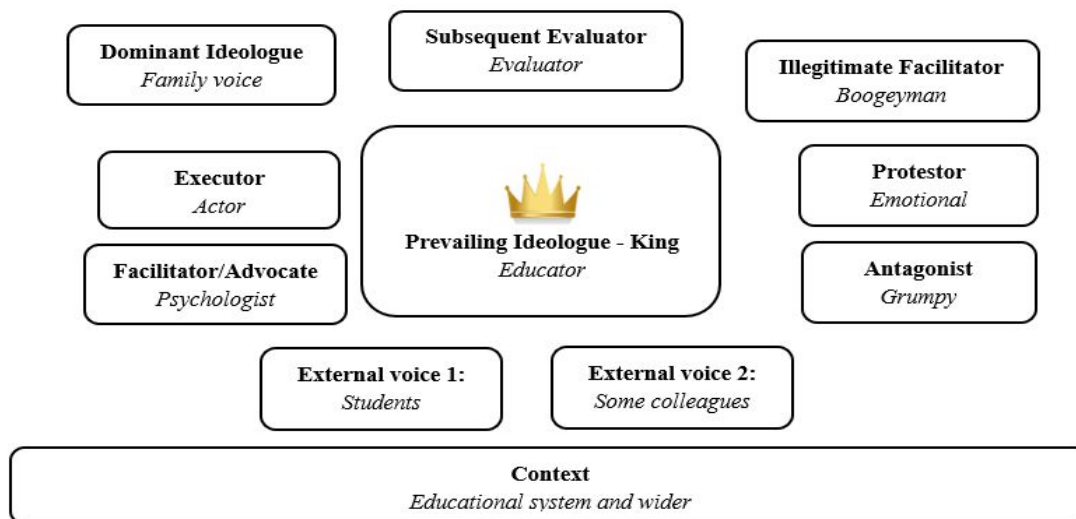 Dominant Ideologue
Family voice
Subsequent Evaluator
Evaluator
Illegitimate Facilitator
Boogeyman
Executor
Actor
Prevailing Ideologue - King
Educator
Protestor
Emotional
Facilitator/Advocate
Psychologist
Antagonist
Grumpy
External voice 1:
Students
External voice 2:
Some colleagues
Context
Educational system and wider